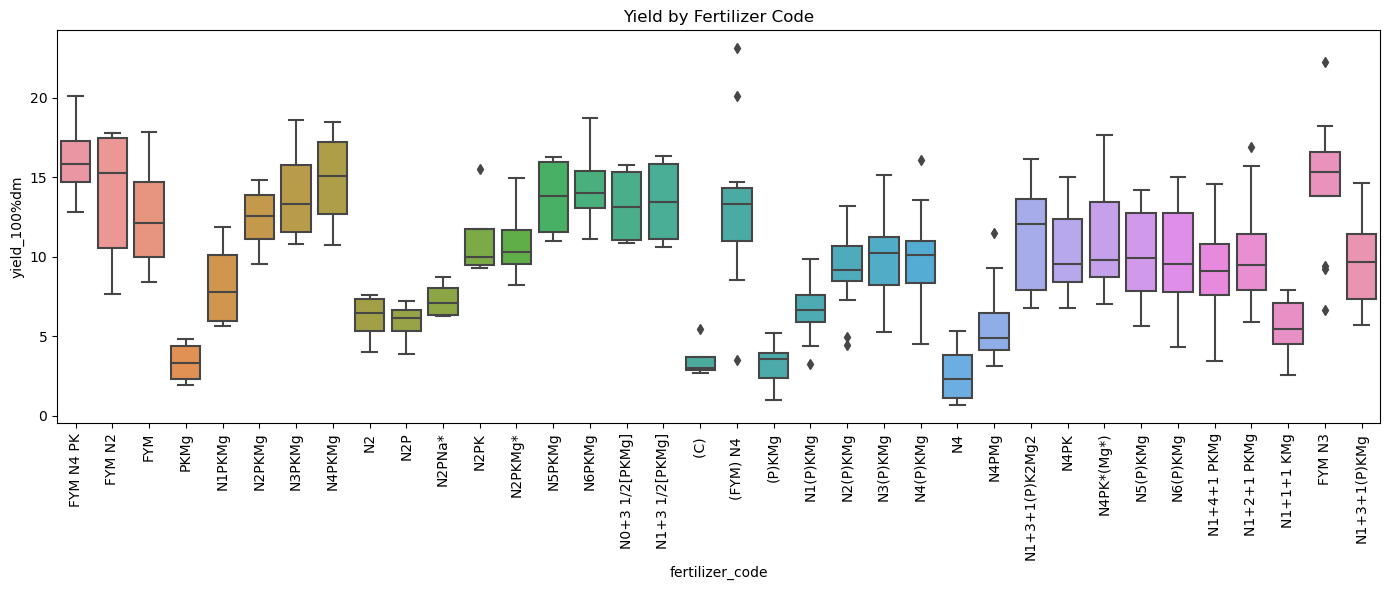 Yield by Fertilizer Code
yield_100%dm
20
15
10
5
0
FYM N4 PK
FYM N2
FYM
PKMg
N1PKMg
N2PKMg
N3PKMg
N4PKMg
N2
N2P
N2PNa*
N2PK
N2PKMg*
N5PKMg
N6PKMg
N0+3 1/2[PKMg]
N1+3 1/2[PKMg]
(C)
(FYM) N4
(P)KMg
N1(P)KMg
N2(P)KMg
N3(P)KMg
N4(P)KMg
N4
N4PMg
N1+3+1(P)K2Mg2
N4PK
N4PK*(Mg*)
N5(P)KMg
N6(P)KMg
N1+4+1 PKMg
N1+2+1 PKMg
N1+1+1 KMg
FYM N3
N1+3+1(P)KMg
fertilizer_code